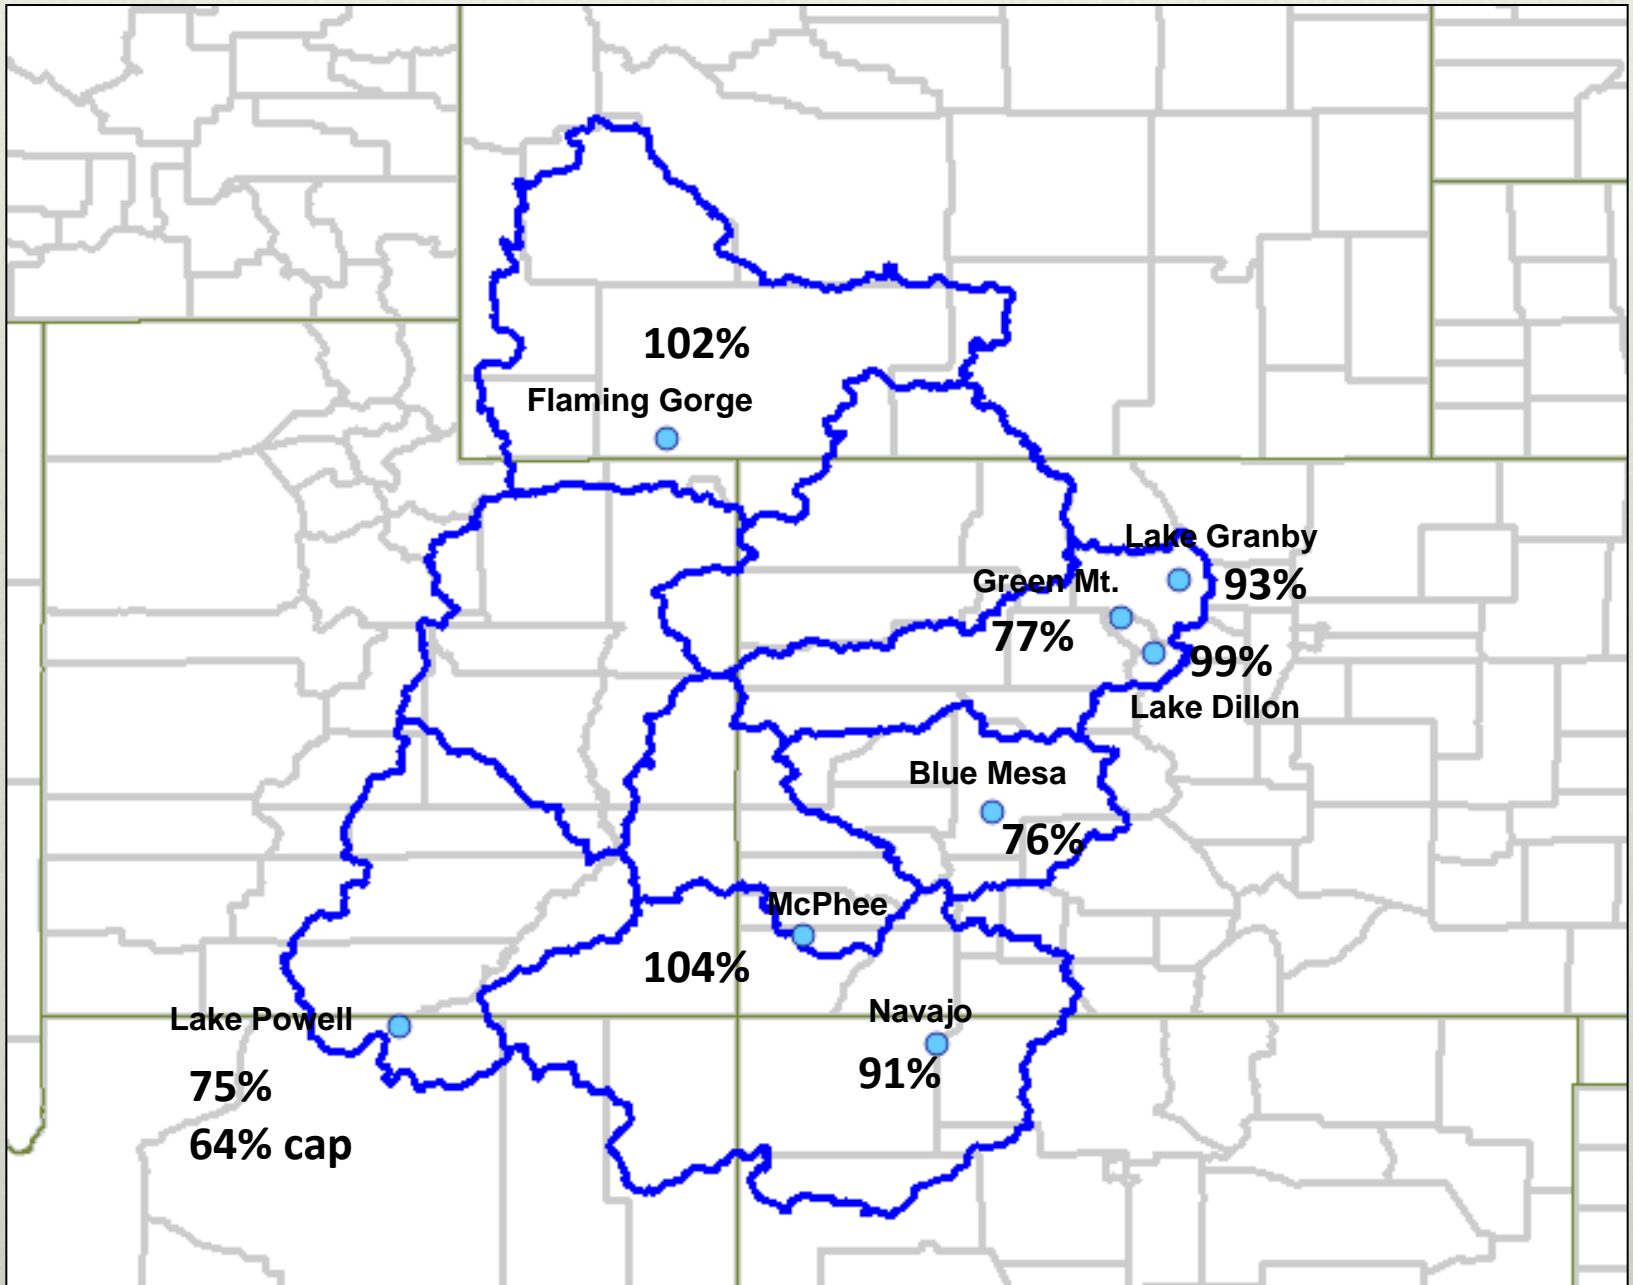 102%
Flaming Gorge
Lake Granby
93%
Green Mt.
77%
99%
Lake Dillon
Blue Mesa
76%
McPhee
104%
Navajo
91%
Lake Powell
75%
64% cap